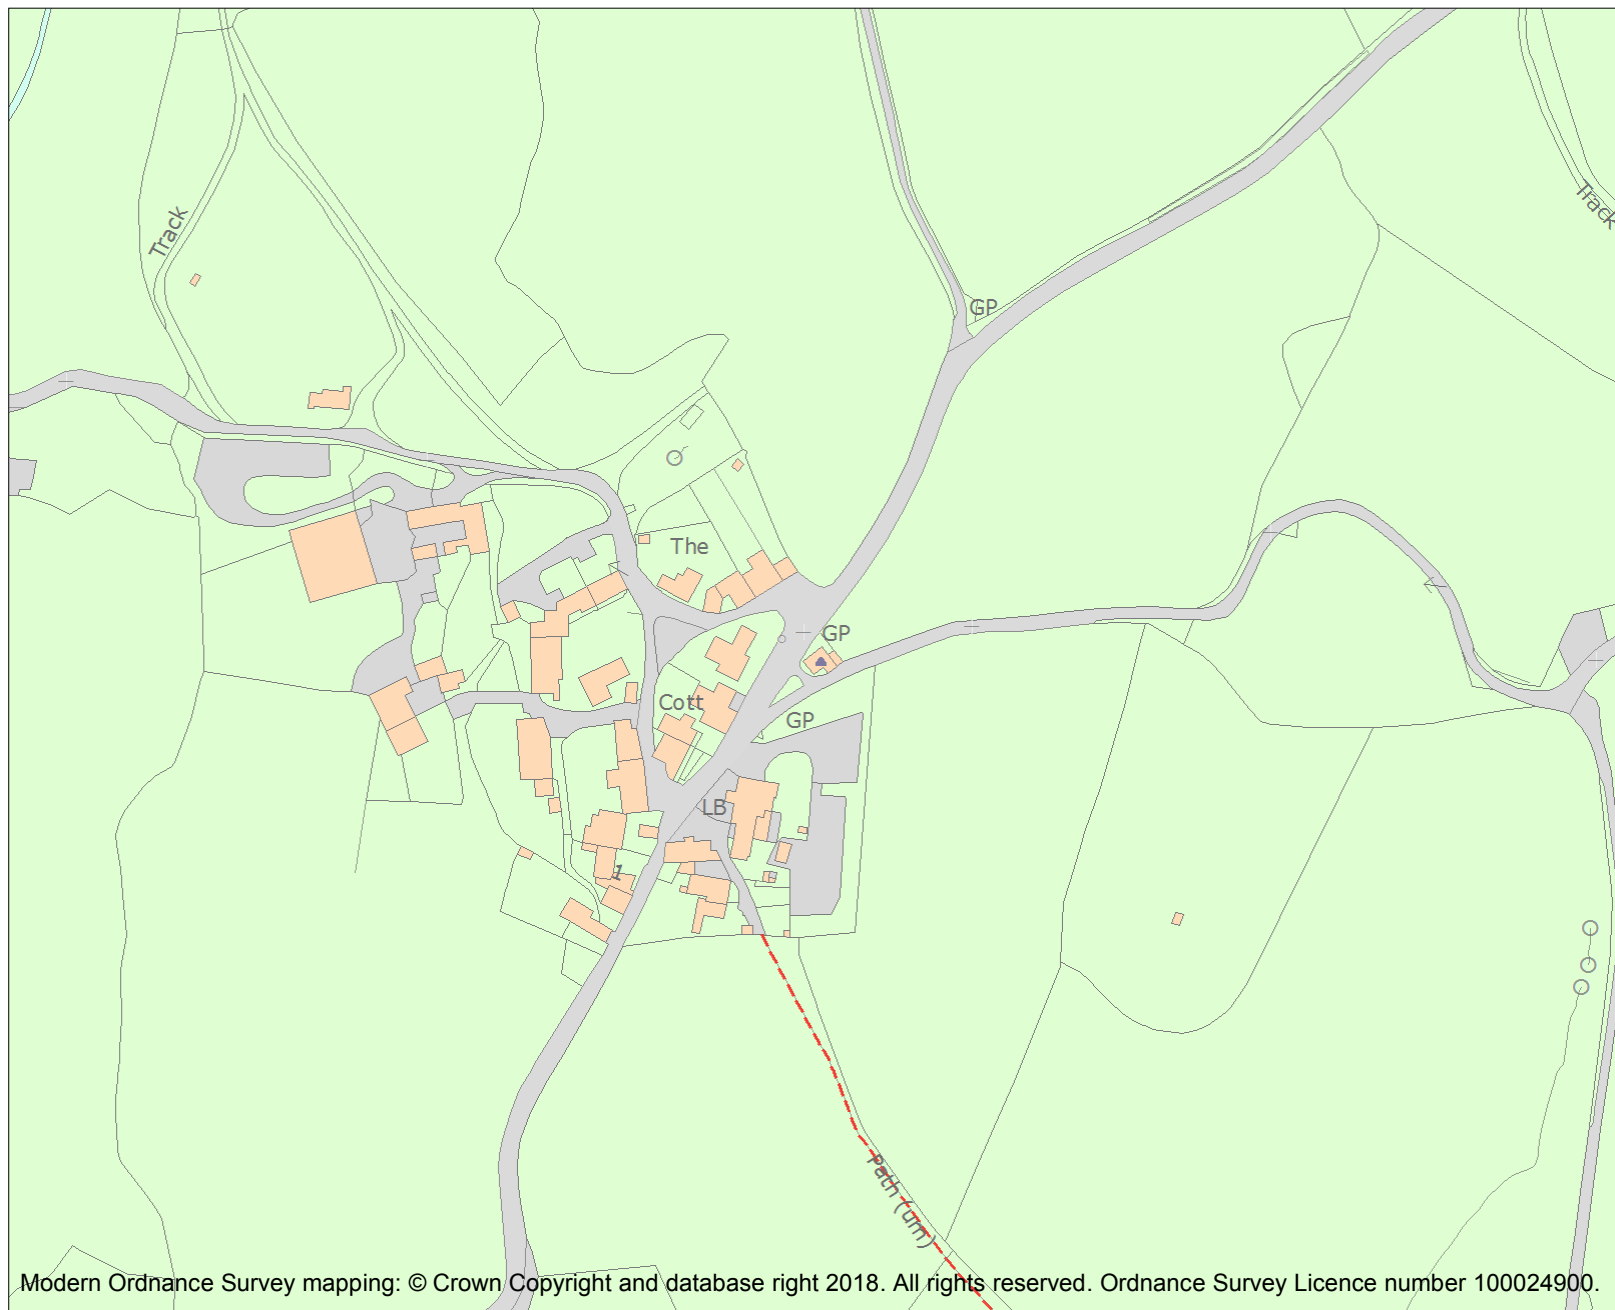 Track
Track
GP
The
GP
Cott
GP
LB
1
Path (um)
Modern Ordnance Survey mapping: © Crown Copyright and database right 2018. All rights reserved. Ordnance Survey Licence number 100024900.